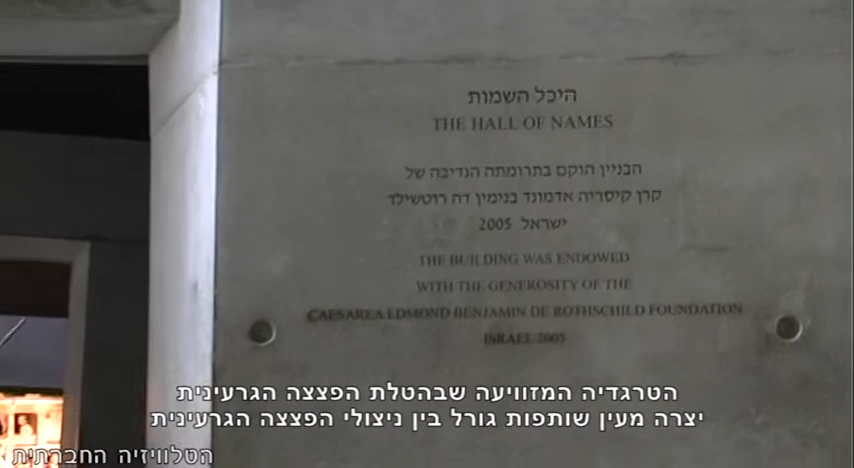 היכל השמות
THE HALL OF NAMES
הבניין הוקם בתרומתה הנדיבה של
קרן קיסריה אדמונד בנימין דה רוטשילד
ישראל 2005
THE BUILDING WAS ENDOWED
WITH THE GENEROSITY OF THE
CAESAREA EDMOND BENJAMIN DE ROTHSCHILD FOUNDATION
ISRAEL 2005
הטרגדיה המזוויעה שבהטלת הפצצה הגרעינית
יצרה מעין שותפות גורל בין ניצולי הפצצה הגרעינית
הטלוויזיה החברתית